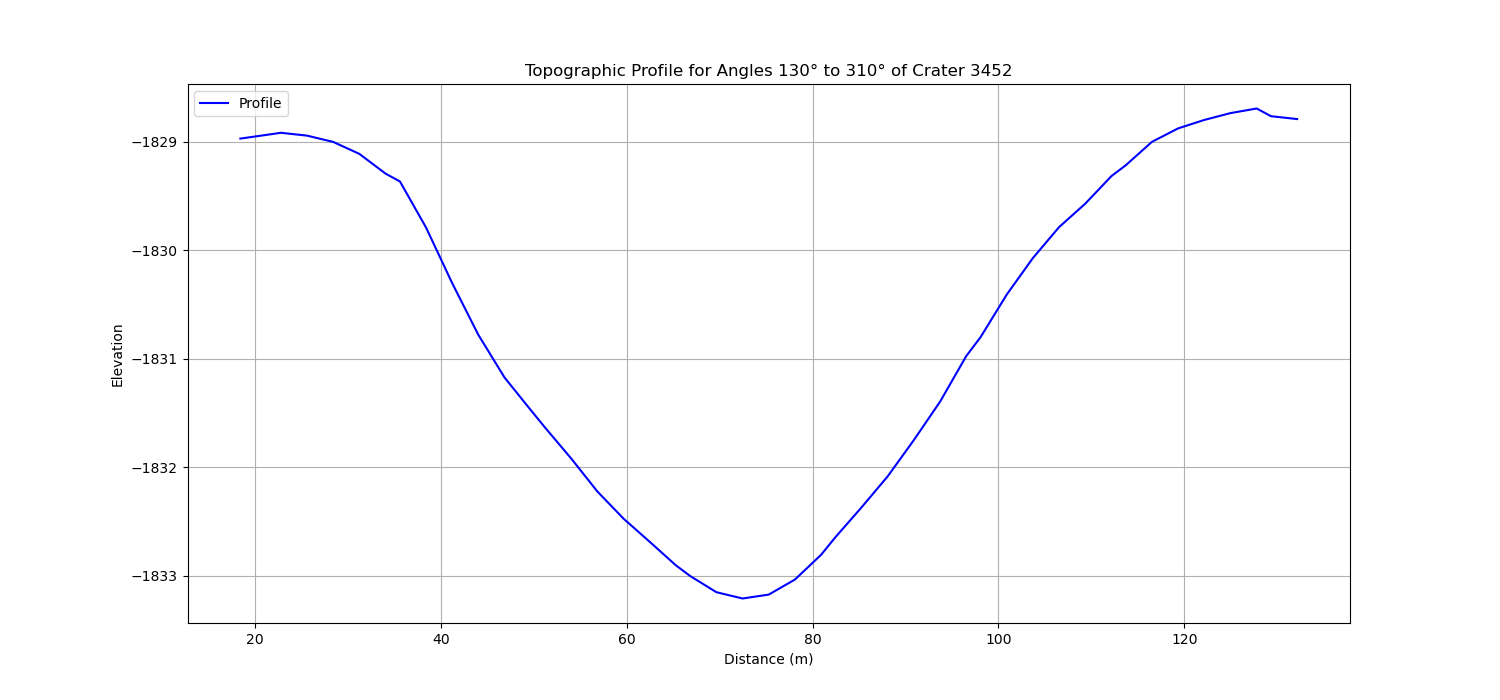 Topographic Profile for Angles 130° to 310° of Crater 3452
Profile
Elevation
−1829
−1830
−1831
−1832
−1833
20 40 60 80 100 120
Distance (m)